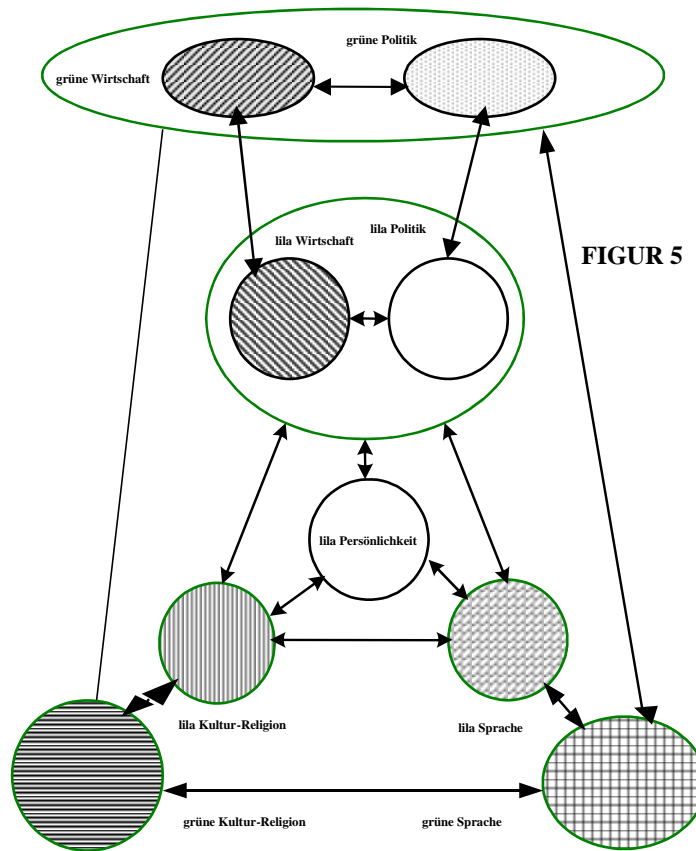 grüne Politik
grüne Wirtschaft
lila Politik
lila Wirtschaft
FIGUR 5
lila Persönlichkeit
lila Kultur-Religion
lila Sprache
grüne Kultur-Religion
grüne Sprache